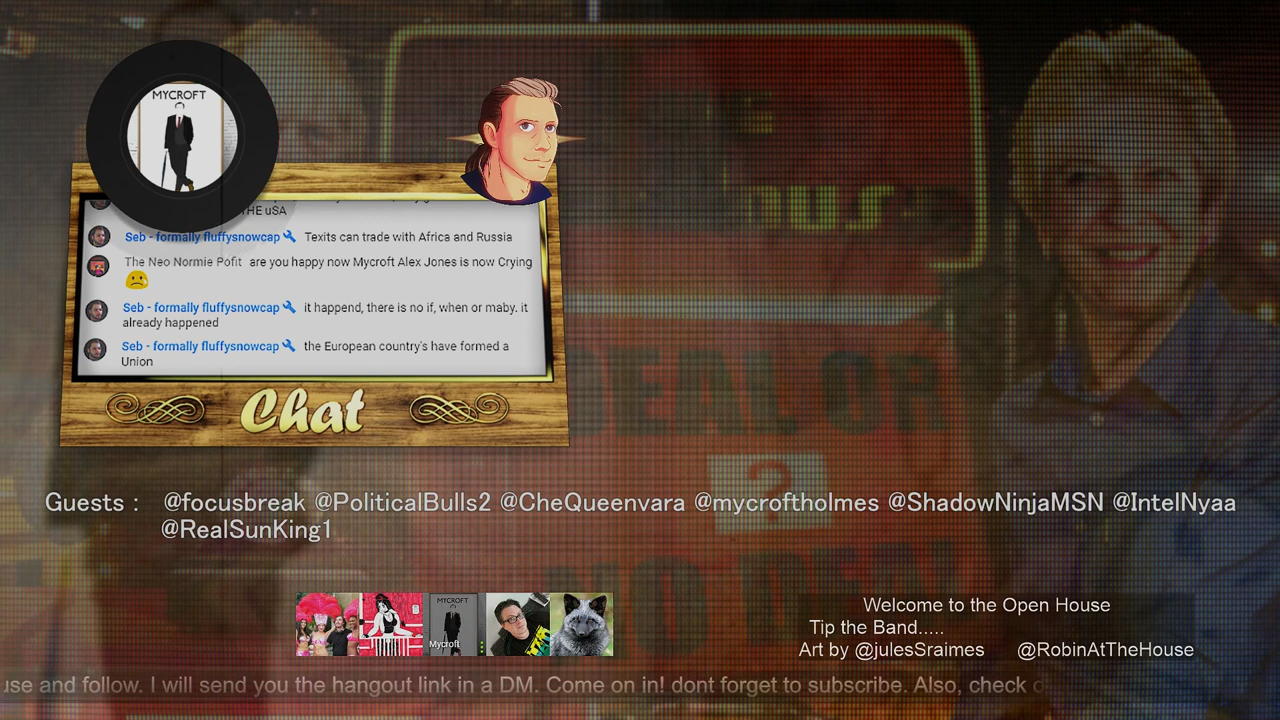 MYCROFT
THE uSA
Seb - formally fluffysnowcap Texits can trade with Africa and Russia
The Neo Normie Pofit are you happy now Mycroft Alex Jones is now Crying
Seb - formally fluffysnowcap it happend, there is no if, when or maby. it
already happened
Seb - formally fluffysnowcap the European country's have formed a
Union
Chat
DEAL OR
?
NO DEAL
Guests : @focusbreak @PoliticalBulls2 @CheQueenvara @mycroftholmes @ShadowNinjaMSN @IntelNyaa
@RealSunKing1
MYCROFT
Mycroft
Welcome to the Open House
Tip the Band.....
Art by @julesSraimes @RobinAtTheHouse
use and follow. I will send you the hangout link in a DM. Come on in! dont forget to subscribe. Also, check